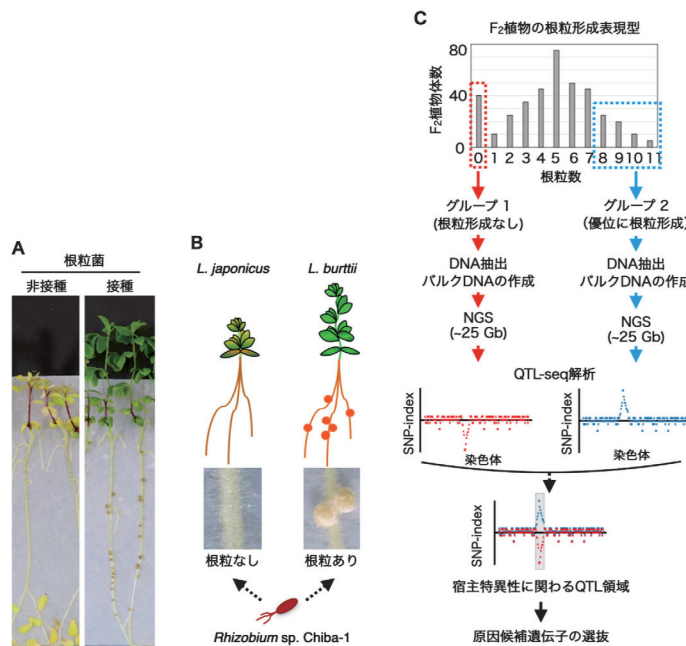 A
根粒菌
非接種 接種
B
L. japonicus L. burttii
根粒なし 根粒あり
Rhizobium sp. Chiba-1
C
F2植物の根粒形成表現型
F2植物体数
80
40
0
0 1 2 3 4 5 6 7 8 9 10 11
根粒数
グループ 1
(根粒形成なし)
DNA抽出
バルクDNAの作成
NGS
(~25 Gb)
グループ 2
(優位に根粒形成)
DNA抽出
バルクDNAの作成
NGS
(~25 Gb)
QTL-seq解析
SNP-index
染色体
SNP-index
染色体
SNP-index
宿主特異性に関わるQTL領域
原因候補遺伝子の選抜